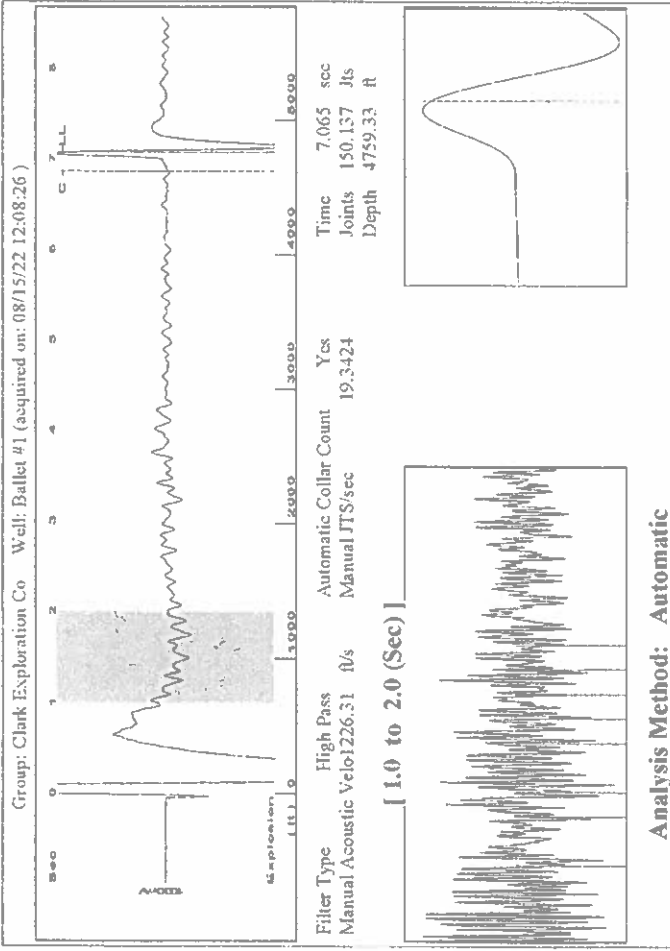 Group: Clark Exploration Co Well: Ballet #1 (acquired on: 08/15/22 12:08:26 )
Sec 0 1 2 3 4 5 6 7 8
C LL
100mV
Explosion
(ft) 0 1000 2000 3000 4000 5000
Filter Type High Pass Automatic Collar Count Yes Time 7.065 sec
Manual Acoustic Velo 1226.31 ft/s Manual JTS/sec 19.3424 Joints 150.137 Jts
Depth 4759.33 ft
[ 1.0 to 2.0 (Sec) ]
Analysis Method: Automatic